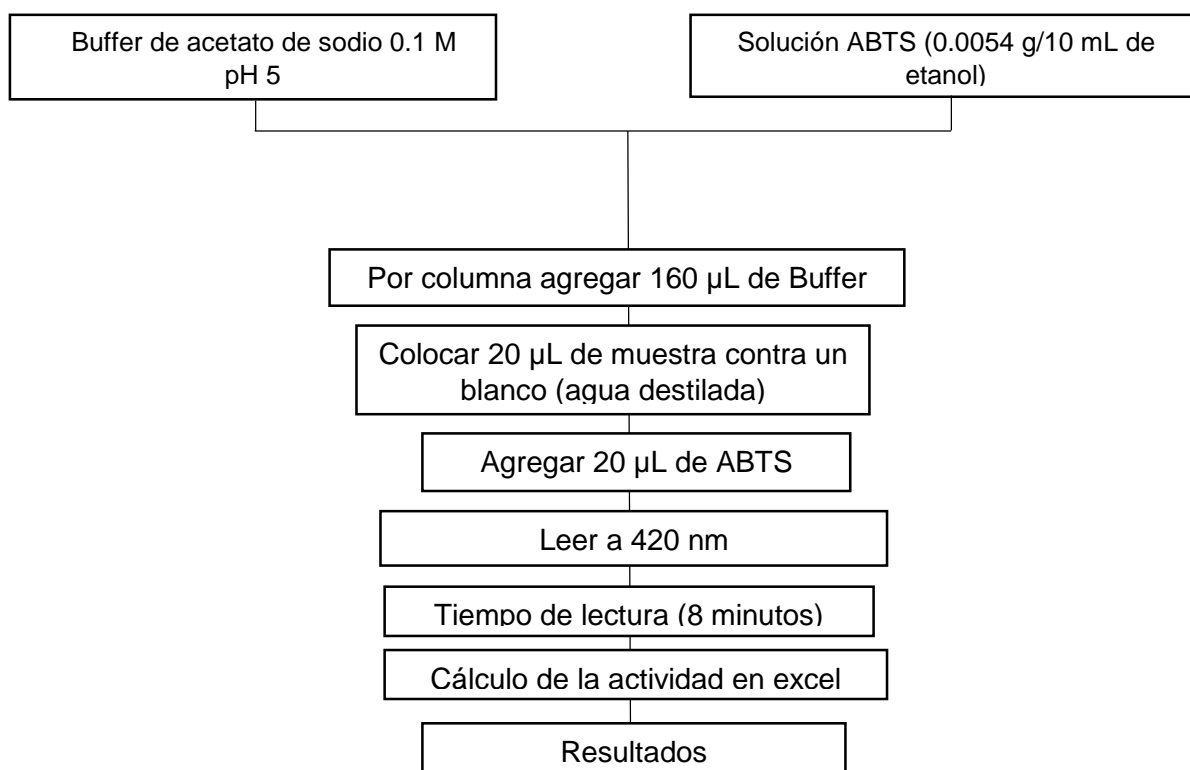 Buffer de acetato de sodio 0.1 M
pH 5
Solución ABTS (0.0054 g/10 mL de
etanol)
Por columna agregar 160 µL de Buffer
Colocar 20 µL de muestra contra un
blanco (agua destilada)
Agregar 20 µL de ABTS
Leer a 420 nm
Tiempo de lectura (8 minutos)
Cálculo de la actividad en excel
Resultados